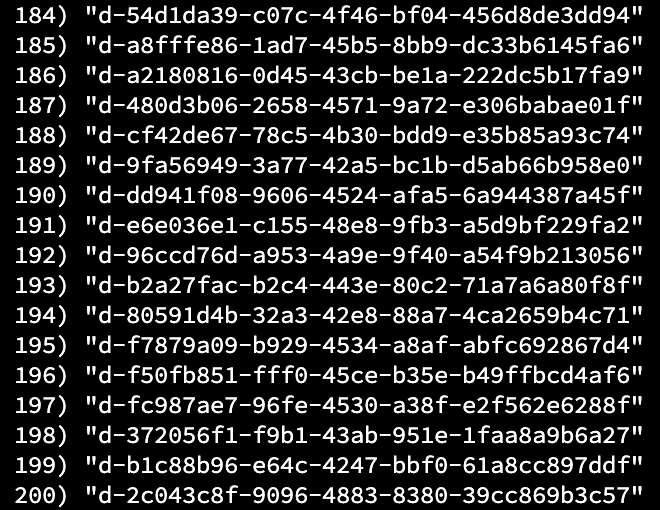 184) "d-54d1da39-c07c-4f46-bf04-456d8de3dd94"
185) "d-a8fffe86-1ad7-45b5-8bb9-dc33b6145fa6"
186) "d-a2180816-0d45-43cb-be1a-222dc5b17fa9"
187) "d-480d3b06-2658-4571-9a72-e306babae01f"
188) "d-cf42de67-78c5-4b30-bdd9-e35b85a93c74"
189) "d-9fa56949-3a77-42a5-bc1b-d5ab66b958e0"
190) "d-dd941f08-9606-4524-afa5-6a944387a45f"
191) "d-e6e036e1-c155-48e8-9fb3-a5d9bf229fa2"
192) "d-96ccd76d-a953-4a9e-9f40-a54f9b213056"
193) "d-b2a27fac-b2c4-443e-80c2-71a7a6a80f8f"
194) "d-80591d4b-32a3-42e8-88a7-4ca2659b4c71"
195) "d-f7879a09-b929-4534-a8af-abfc692867d4"
196) "d-f50fb851-fff0-45ce-b35e-b49ffbcd4af6"
197) "d-fc987ae7-96fe-4530-a38f-e2f562e6288f"
198) "d-372056f1-f9b1-43ab-951e-1faa8a9b6a27"
199) "d-b1c88b96-e64c-4247-bbf0-61a8cc897ddf"
200) "d-2c043c8f-9096-4883-8380-39cc869b3c57"